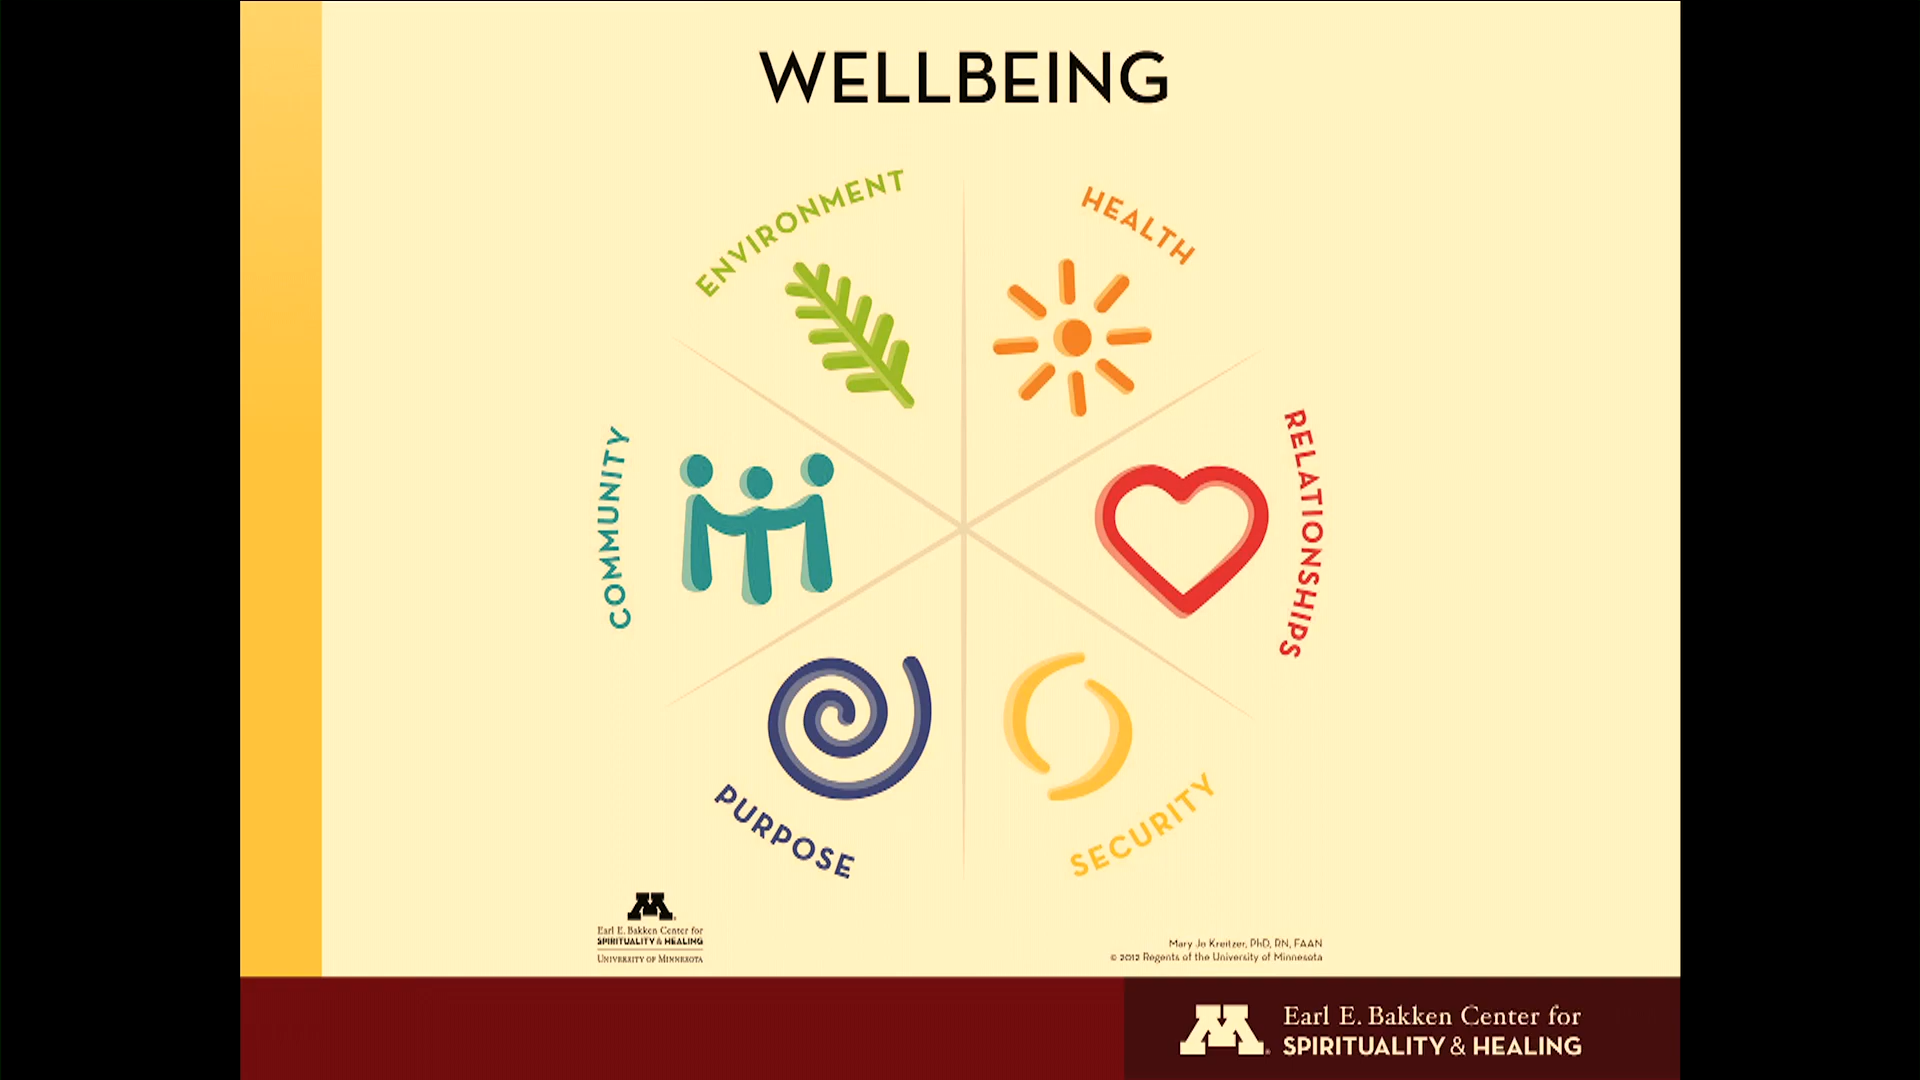 WELLBEING
ENVIRONMENT
HEALTH
COMMUNITY
RELATIONSHIPS
PURPOSE
SECURITY
M
Earl E. Bakken Center for
SPIRITUALITY & HEALING
UNIVERSITY OF MINNESOTA
Mary Jo Kreitzer, PhD, RN, FAAN
© 2012 Regents of the University of Minnesota
M
Earl E. Bakken Center for
SPIRITUALITY & HEALING